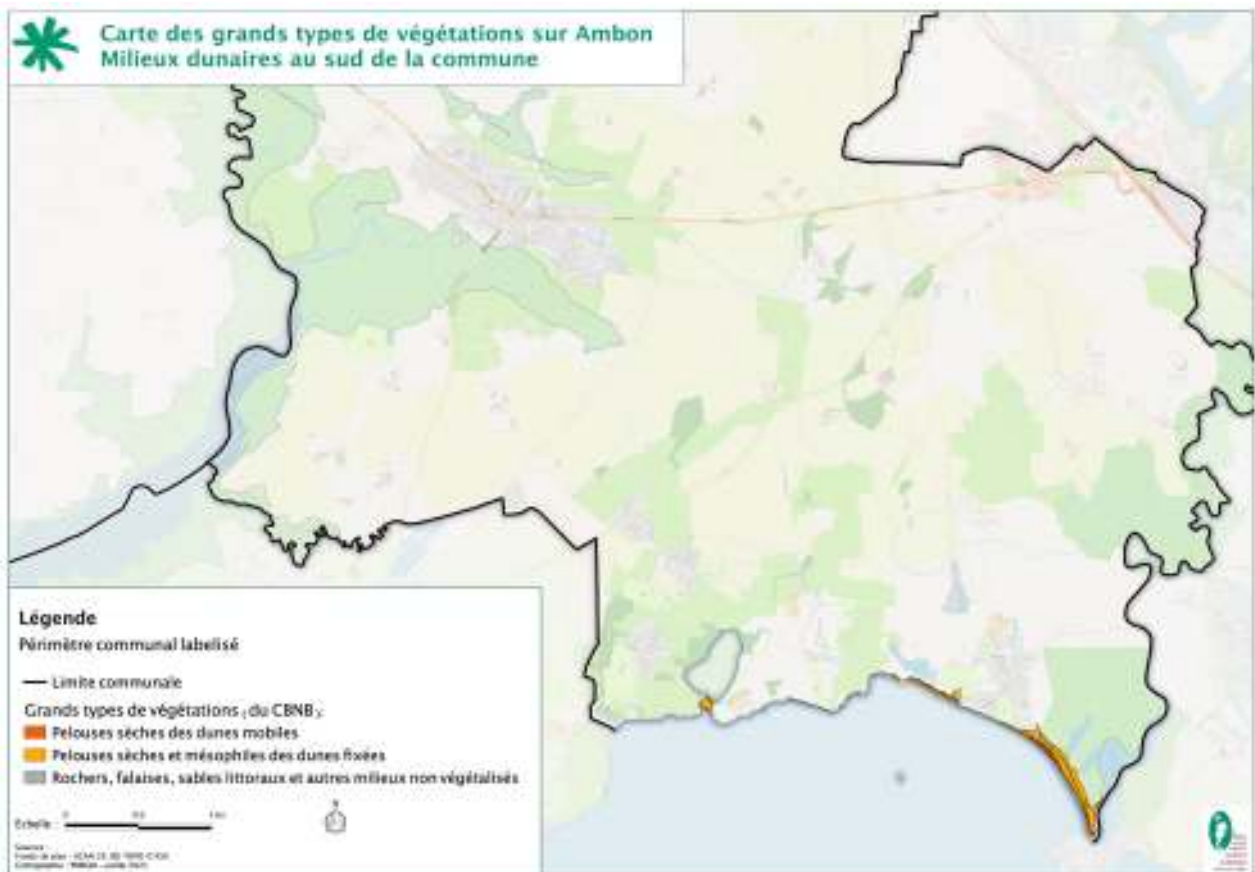 Carte des grands types de végétations sur Ambon
Milieux dunaires au sud de la commune
Légende
Périmètre communal labelisé
Limite communale
Grands types de végétations (du CBNB):
Pelouses sèches des dunes mobiles
Pelouses sèches et mésophiles des dunes fixées
Rochers, falaises, sables littoraux et autres milieux non végétalisés
Echelle :